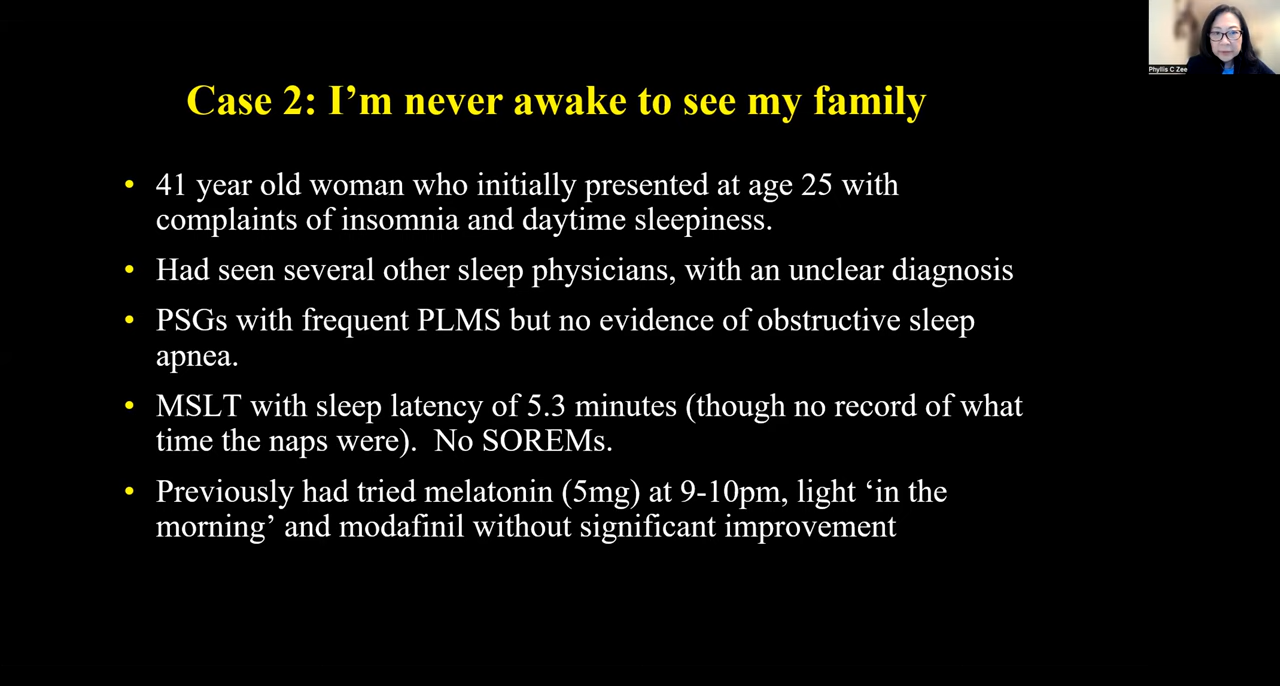 Phyllis C Zee
Case 2: I’m never awake to see my family
• 41 year old woman who initially presented at age 25 with
complaints of insomnia and daytime sleepiness.
• Had seen several other sleep physicians, with an unclear diagnosis
• PSGs with frequent PLMS but no evidence of obstructive sleep
apnea.
• MSLT with sleep latency of 5.3 minutes (though no record of what
time the naps were).  No SOREMs.
• Previously had tried melatonin (5mg) at 9-10pm, light ‘in the
morning’ and modafinil without significant improvement